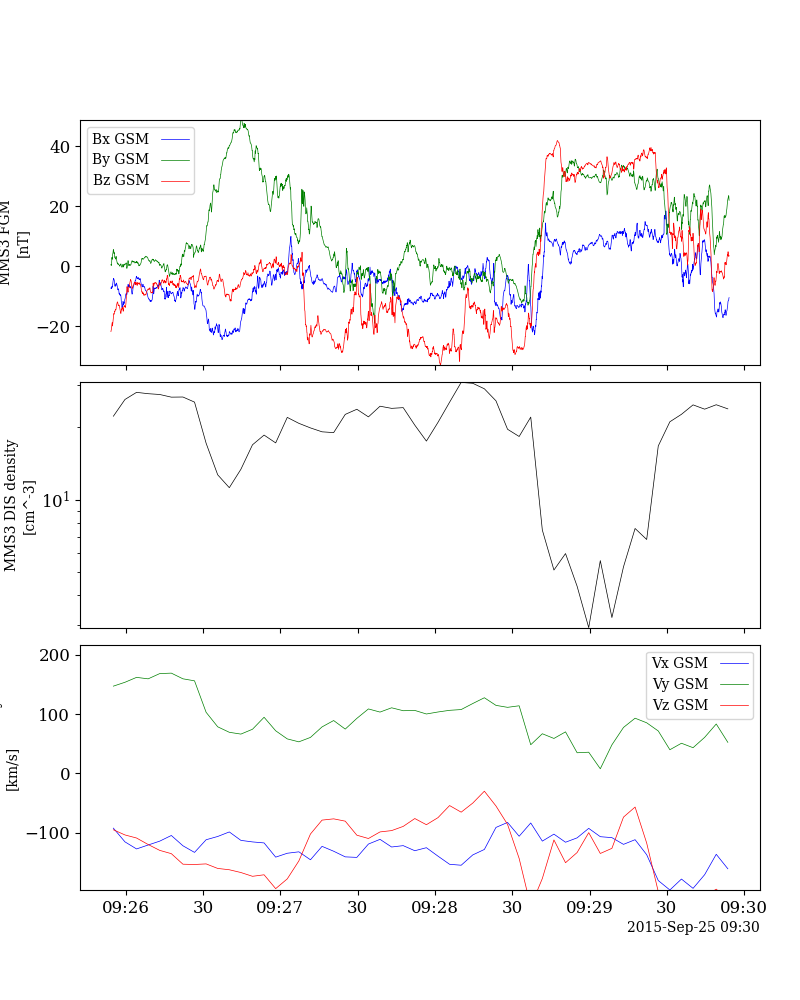 40
20
0
−20
MMS3 FGM
[nT]
Bx GSM
By GSM
Bz GSM
10^1
MMS3 DIS density
[cm^-3]
200
100
0
−100
[km/s]
Vx GSM
Vy GSM
Vz GSM
09:26 30 09:27 30 09:28 30 09:29 30 09:30
2015-Sep-25 09:30